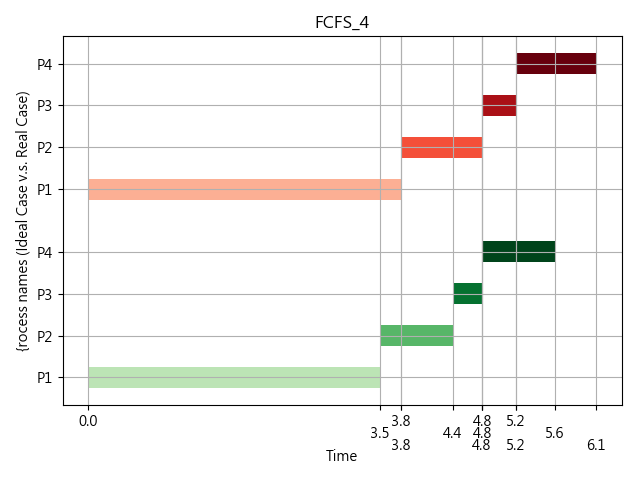 FCFS_4
P4
P3
P2
P1
P4
P3
P2
P1
{rocess names (Ideal Case v.s. Real Case)
0.0 3.8 4.8 5.2
3.5 4.4 4.8 5.6
3.8 4.8 5.2 6.1
Time